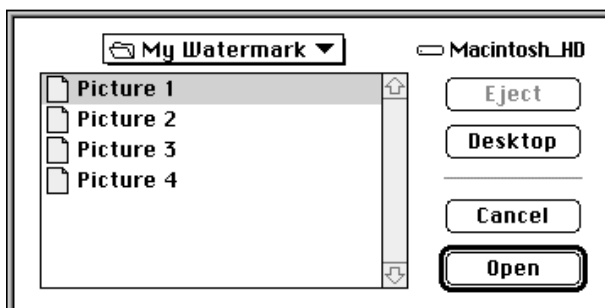 My Watermark
Macintosh_HD
Picture 1
Picture 2
Picture 3
Picture 4
Eject
Desktop
Cancel
Open